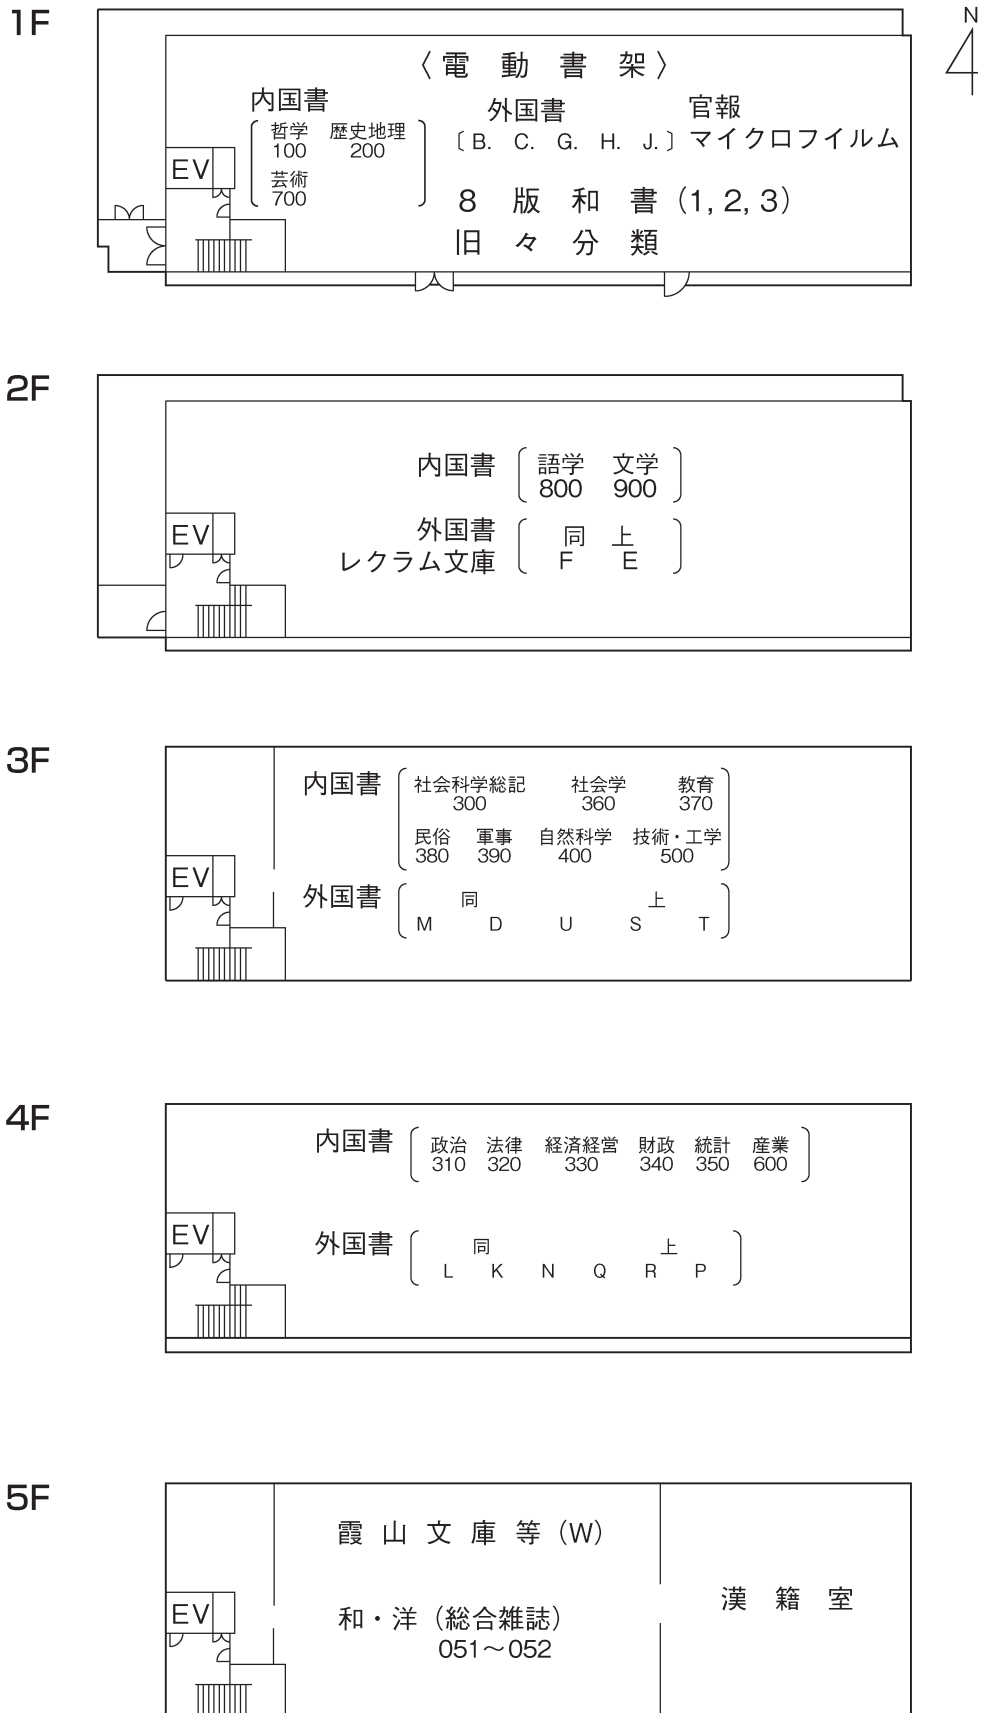 1F
N
〈電動書架〉
内国書
哲学 歴史地理
100 200
芸術
700
外国書
〔B. C. G. H. J.〕
官報
マイクロフイルム
EV
8版和書(1, 2, 3)
旧々分類
2F
内国書
語学 文学
800 900
外国書
レクラム文庫
同上
F E
EV
3F
内国書
社会科学総記 社会学 教育
300 360 370
民俗 軍事 自然科学 技術・工学
380 390 400 500
EV
外国書
同上
M D U S T
4F
内国書
政治 法律 経済経営 財政 統計 産業
310 320 330 340 350 600
EV
外国書
同上
L K N Q R P
5F
霞山文庫等(W)
漢籍室
EV
和・洋(総合雑誌)
051〜052